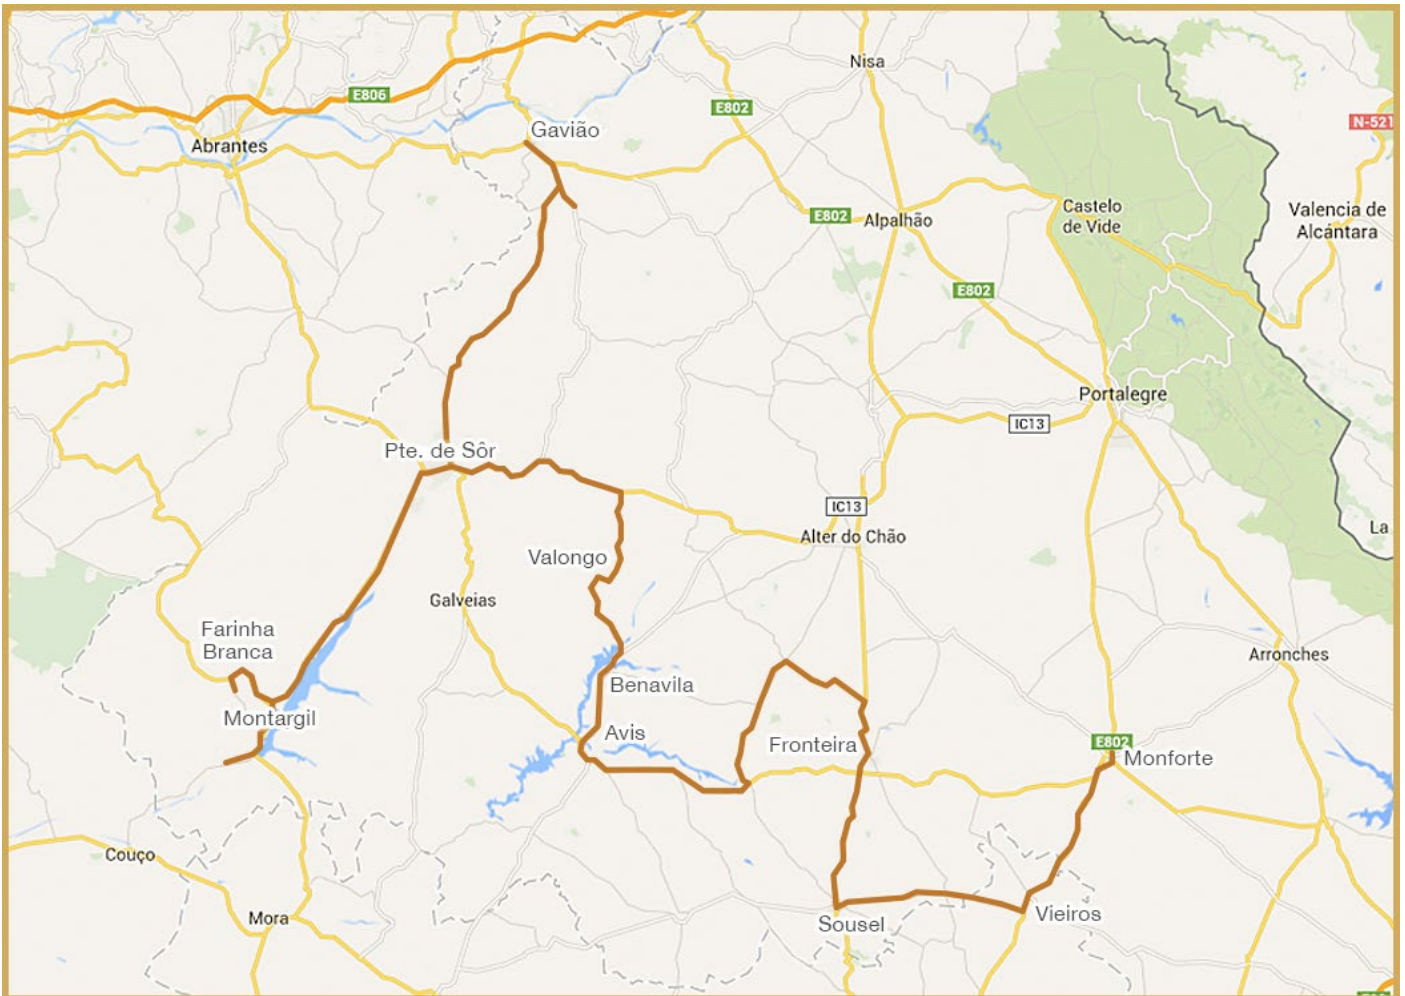 Nisa
E806
E802
N-521
Gavião
Abrantes
Castelo
de Vide
Valencia de
Alcántara
E802
Alpalhão
E802
Portalegre
IC13
Pte. de Sôr
IC13
La
Alter do Chão
Valongo
Galveias
Farinha
Branca
Arronches
Benavila
Montargil
Avis
Fronteira
E802
Monforte
Couço
Mora
Sousel
Vieiros